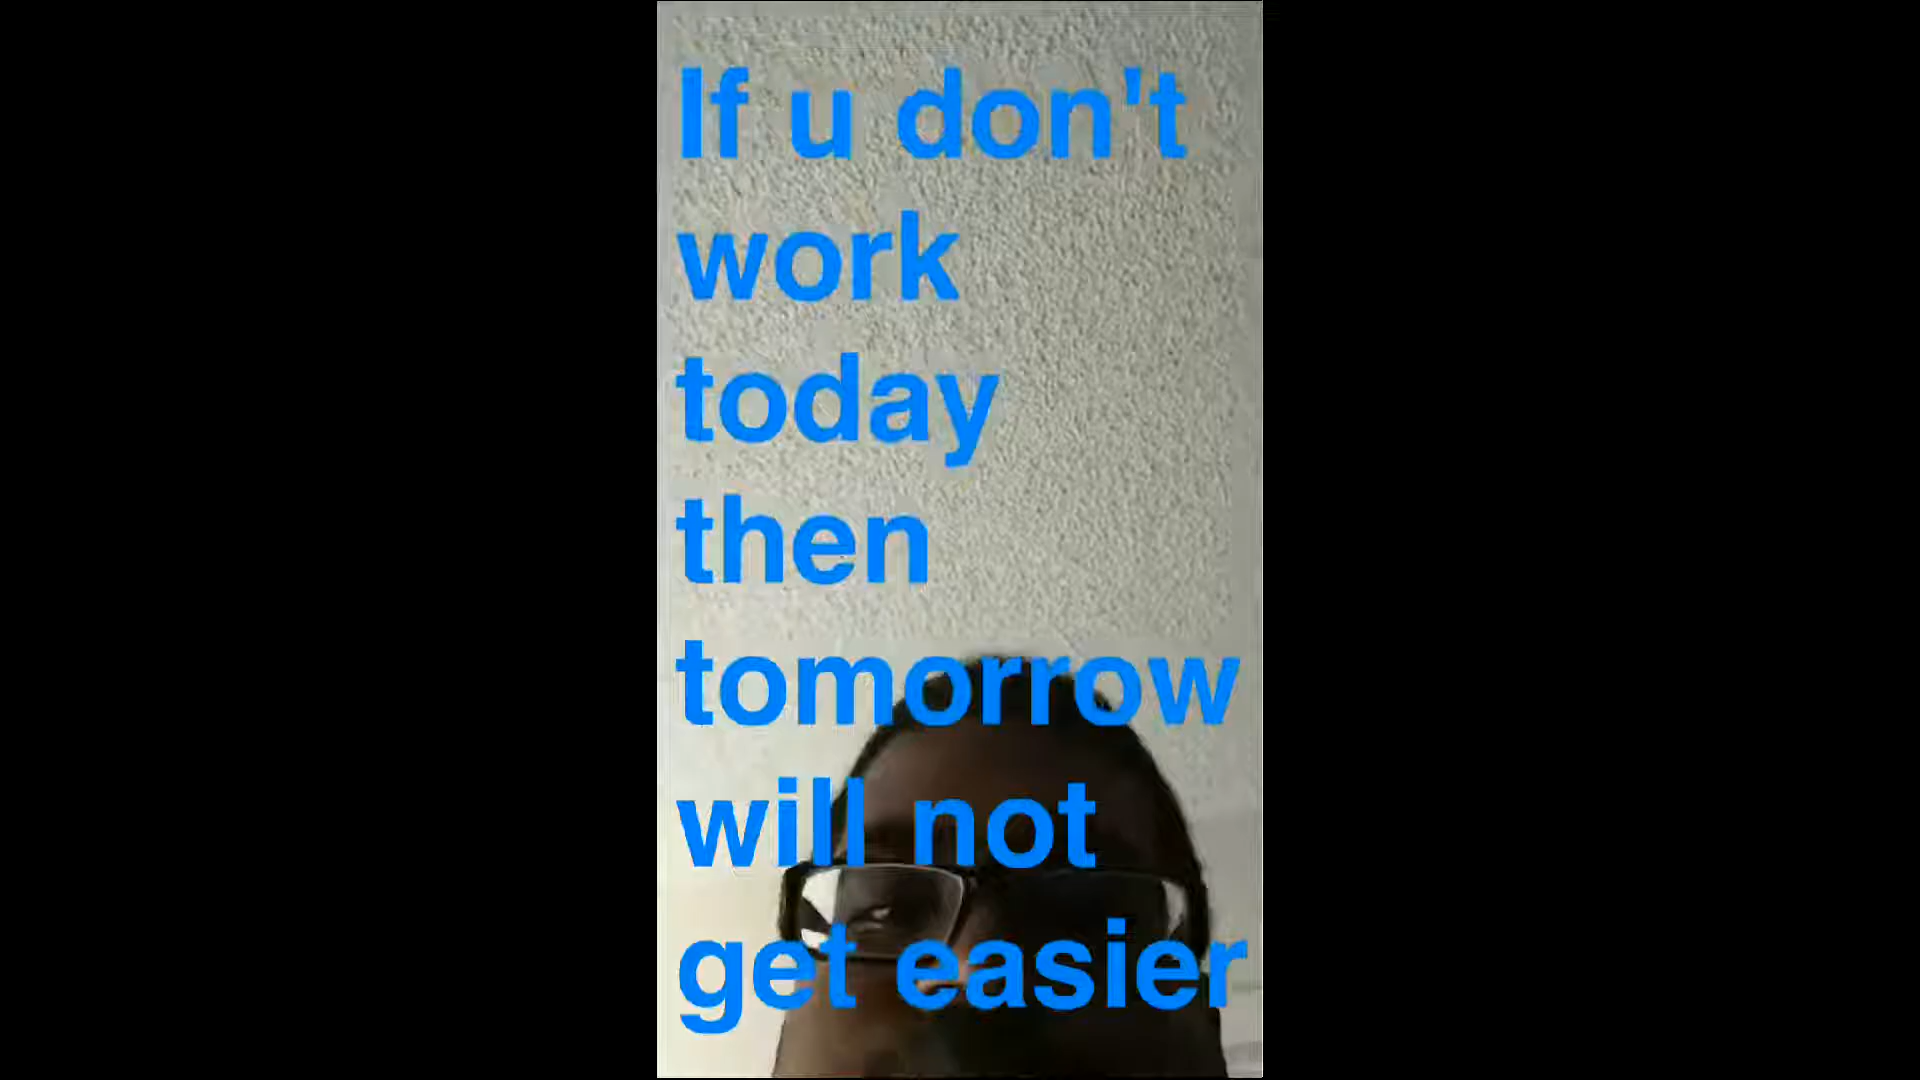 If u don't
work
today
then
tomorrow
will not
get easier